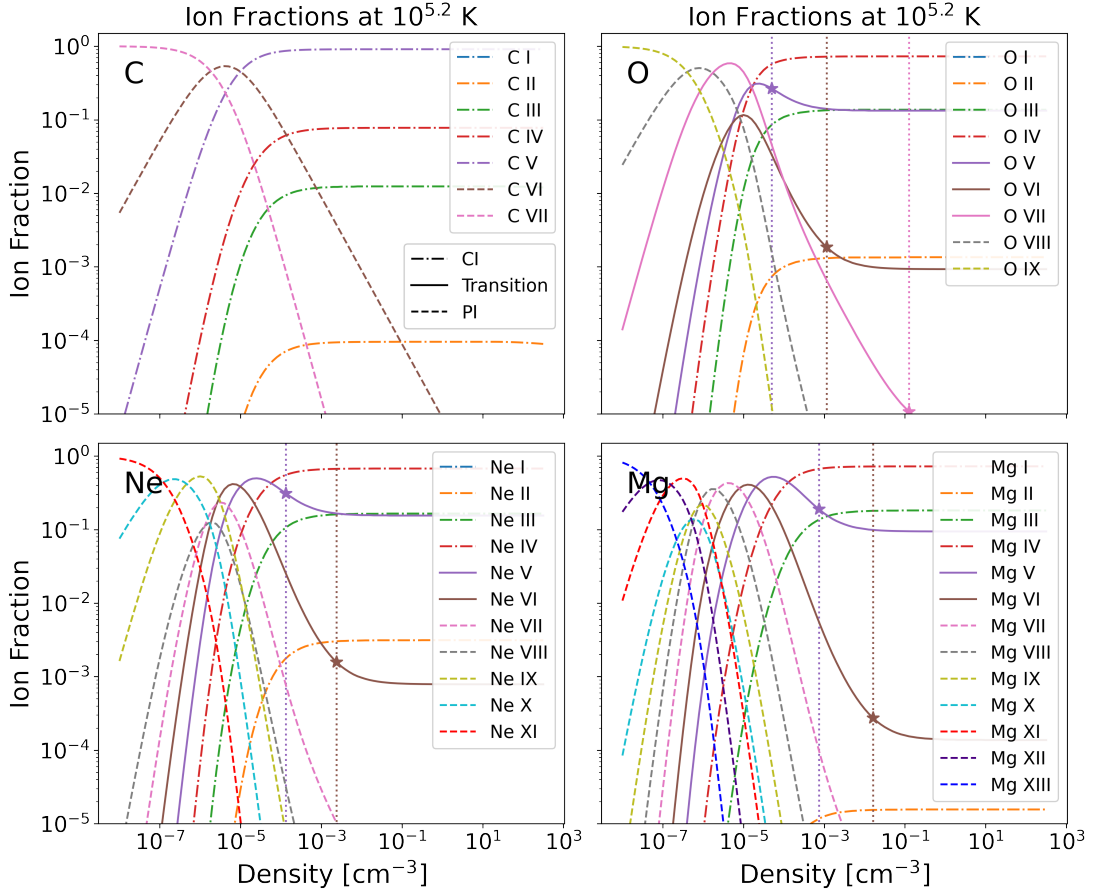 Ion Fractions at 10^5.2 K
Ion Fractions at 10^5.2 K
C
C I
C II
C III
C IV
C V
C VI
C VII
CI
Transition
PI
Ion Fraction
10^0
10^−1
10^−2
10^−3
10^−4
10^−5
O
O I
O II
O III
O IV
O V
O VI
O VII
O VIII
O IX
Ne
Ne I
Ne II
Ne III
Ne IV
Ne V
Ne VI
Ne VII
Ne VIII
Ne IX
Ne X
Ne XI
Ion Fraction
10^0
10^−1
10^−2
10^−3
10^−4
10^−5
10^−7
10^−5
10^−3
10^−1
10^1
10^3
Density [cm^−3]
Mg
Mg I
Mg II
Mg III
Mg IV
Mg V
Mg VI
Mg VII
Mg VIII
Mg IX
Mg X
Mg XI
Mg XII
Mg XIII
10^−7
10^−5
10^−3
10^−1
10^1
10^3
Density [cm^−3]